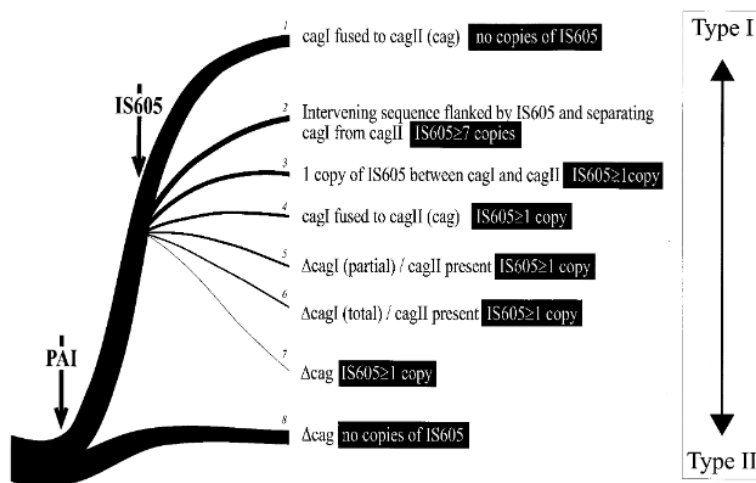 1
cagI fused to cagII (cag) no copies of IS605
Type I
IS605
2
Intervening sequence flanked by IS605 and separating
cagI from cagII IS605≥7 copies
3
1 copy of IS605 between cagI and cagII IS605≥1copy
4
cagI fused to cagII (cag) IS605≥1 copy
5
ΔcagI (partial) / cagII present IS605≥1 copy
6
ΔcagI (total) / cagII present IS605≥1 copy
PAI
7
Δcag IS605≥1 copy
8
Δcag no copies of IS605
Type II